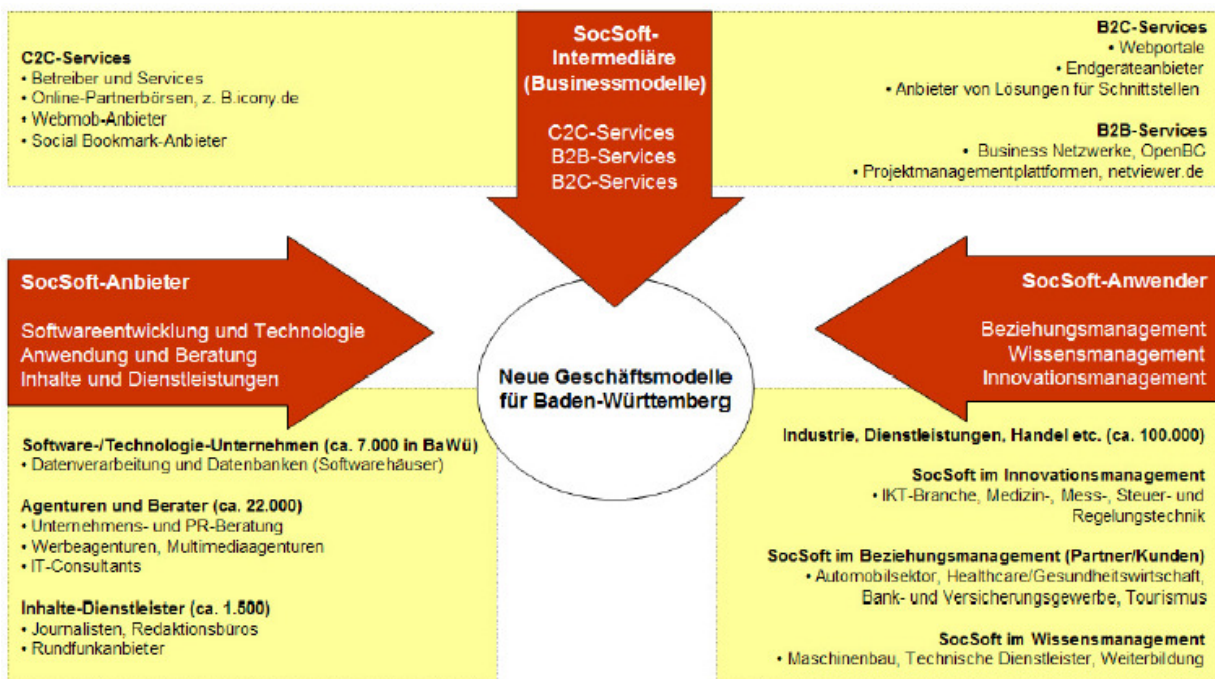 C2C-Services
• Betreiber und Services
• Online-Partnerbörsen, z. B.icony.de
• Webmob-Anbieter
• Social Bookmark-Anbieter
SocSoft-
Intermediäre
(Businessmodelle)
C2C-Services
B2B-Services
B2C-Services
B2C-Services
• Webportale
• Endgeräteanbieter
• Anbieter von Lösungen für Schnittstellen
B2B-Services
• Business Netzwerke, OpenBC
• Projektmanagementplattformen, netviewer.de
SocSoft-Anbieter
Softwareentwicklung und Technologie
Anwendung und Beratung
Inhalte und Dienstleistungen
Neue Geschäftsmodelle
für Baden-Württemberg
SocSoft-Anwender
Beziehungsmanagement
Wissensmanagement
Innovationsmanagement
Software-/Technologie-Unternehmen (ca. 7.000 in BaWü)
• Datenverarbeitung und Datenbanken (Softwarehäuser)
Agenturen und Berater (ca. 22.000)
• Unternehmens- und PR-Beratung
• Werbeagenturen, Multimediaagenturen
• IT-Consultants
Inhalte-Dienstleister (ca. 1.500)
• Journalisten, Redaktionsbüros
• Rundfunkanbieter
Industrie, Dienstleistungen, Handel etc. (ca. 100.000)
SocSoft im Innovationsmanagement
• IKT-Branche, Medizin-, Mess-, Steuer- und
Regelungstechnik
SocSoft im Beziehungsmanagement (Partner/Kunden)
• Automobilsektor, Healthcare/Gesundheitswirtschaft,
Bank- und Versicherungsgewerbe, Tourismus
SocSoft im Wissensmanagement
• Maschinenbau, Technische Dienstleister, Weiterbildung